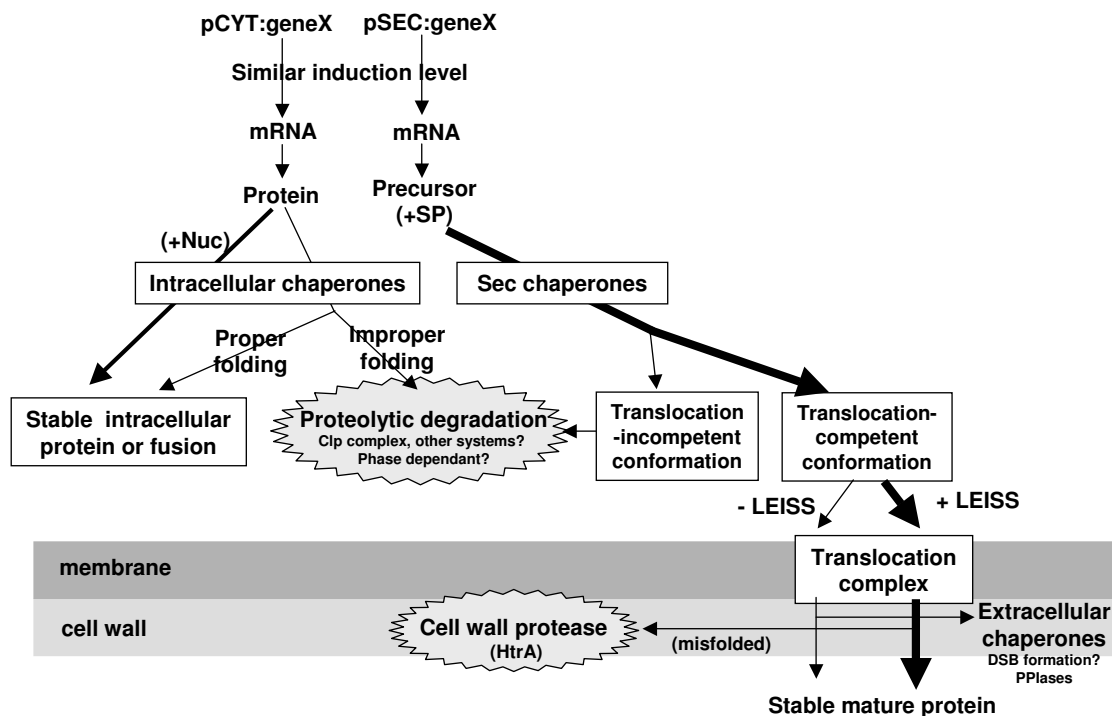 pCYT:geneX pSEC:geneX
Similar induction level
mRNA mRNA
Protein
Precursor
(+SP)
(+Nuc)
Intracellular chaperones
Sec chaperones
Proper
folding
Improper
folding
Stable intracellular
protein or fusion
Proteolytic degradation
Clp complex, other systems?
Phase dependant?
Translocation
-incompetent
conformation
Translocation-
competent
conformation
- LEISS + LEISS
membrane
Translocation
complex
cell wall
Cell wall protease
(HtrA)
(misfolded)
Extracellular
chaperones
DSB formation?
PPIases
Stable mature protein